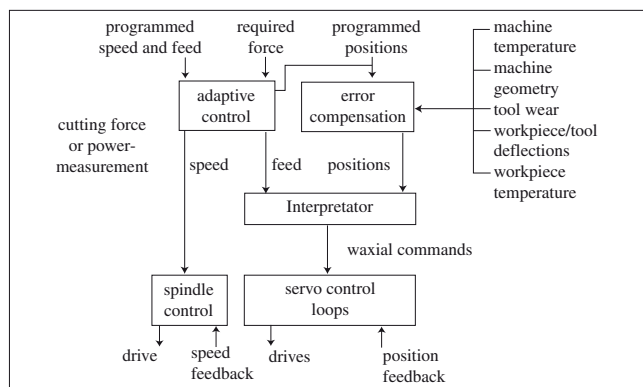 programmed
speed and feed
required
force
programmed
positions
machine
temperature
machine
geometry
tool wear
workpiece/tool
deflections
workpiece
temperature
adaptive
control
error
compensation
cutting force
or power-
measurement
speed
feed
positions
Interpretator
waxial commands
spindle
control
servo control
loops
drive
speed
feedback
drives
position
feedback